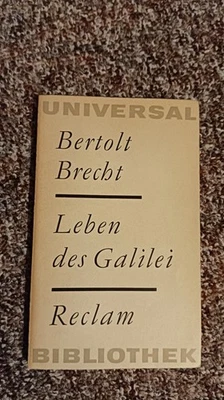 UNIVERSAL
Bertolt
Brecht
Leben
des Galilei
Reclam
BIBLIOTHEK